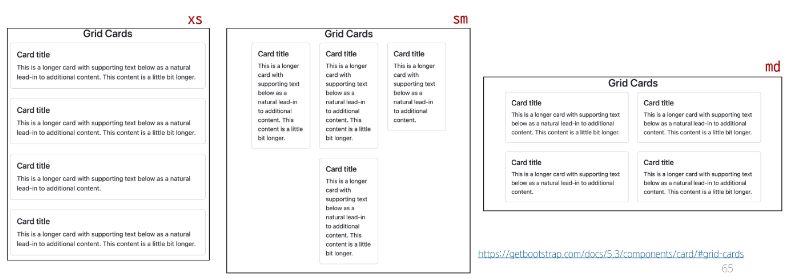 xs
Grid Cards
Card title
This is a longer card with supporting text below as a natural
lead-in to additional content. This content is a little bit longer.
Card title
This is a longer card with supporting text below as a natural
lead-in to additional content. This content is a little bit longer.
Card title
This is a longer card with supporting text below as a natural
lead-in to additional content.
Card title
This is a longer card with supporting text below as a natural
lead-in to additional content. This content is a little bit longer.
sm
Grid Cards
Card title
This is a longer
card with
supporting text
below as a
natural lead-in
to additional
content. This
content is a little
bit longer.
Card title
This is a longer
card with
supporting text
below as a
natural lead-in
to additional
content. This
content is a little
bit longer.
Card title
This is a longer
card with
supporting text
below as a
natural lead-in
to additional
content.
Card title
This is a longer
card with
supporting text
below as a
natural lead-in
to additional
content. This
content is a little
bit longer.
md
Grid Cards
Card title
This is a longer card with supporting text
below as a natural lead-in to additional
content. This content is a little bit longer.
Card title
This is a longer card with supporting text
below as a natural lead-in to additional
content. This content is a little bit longer.
Card title
This is a longer card with supporting text
below as a natural lead-in to additional
content.
Card title
This is a longer card with supporting text
below as a natural lead-in to additional
content. This content is a little bit longer.
https://getbootstrap.com/docs/5.3/components/card/#grid-cards
65